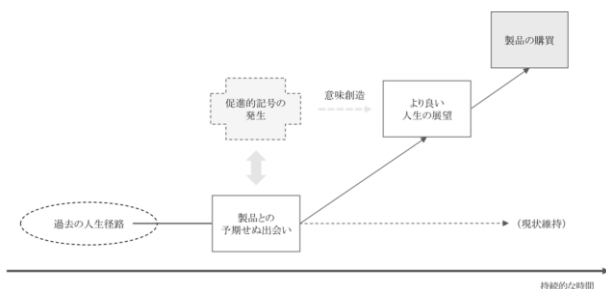 製品の購買
促進的記号の
発生
意味創造
より良い
人生の展望
過去の人生径路
製品との
予期せぬ出会い
(現状維持)
持続的な時間